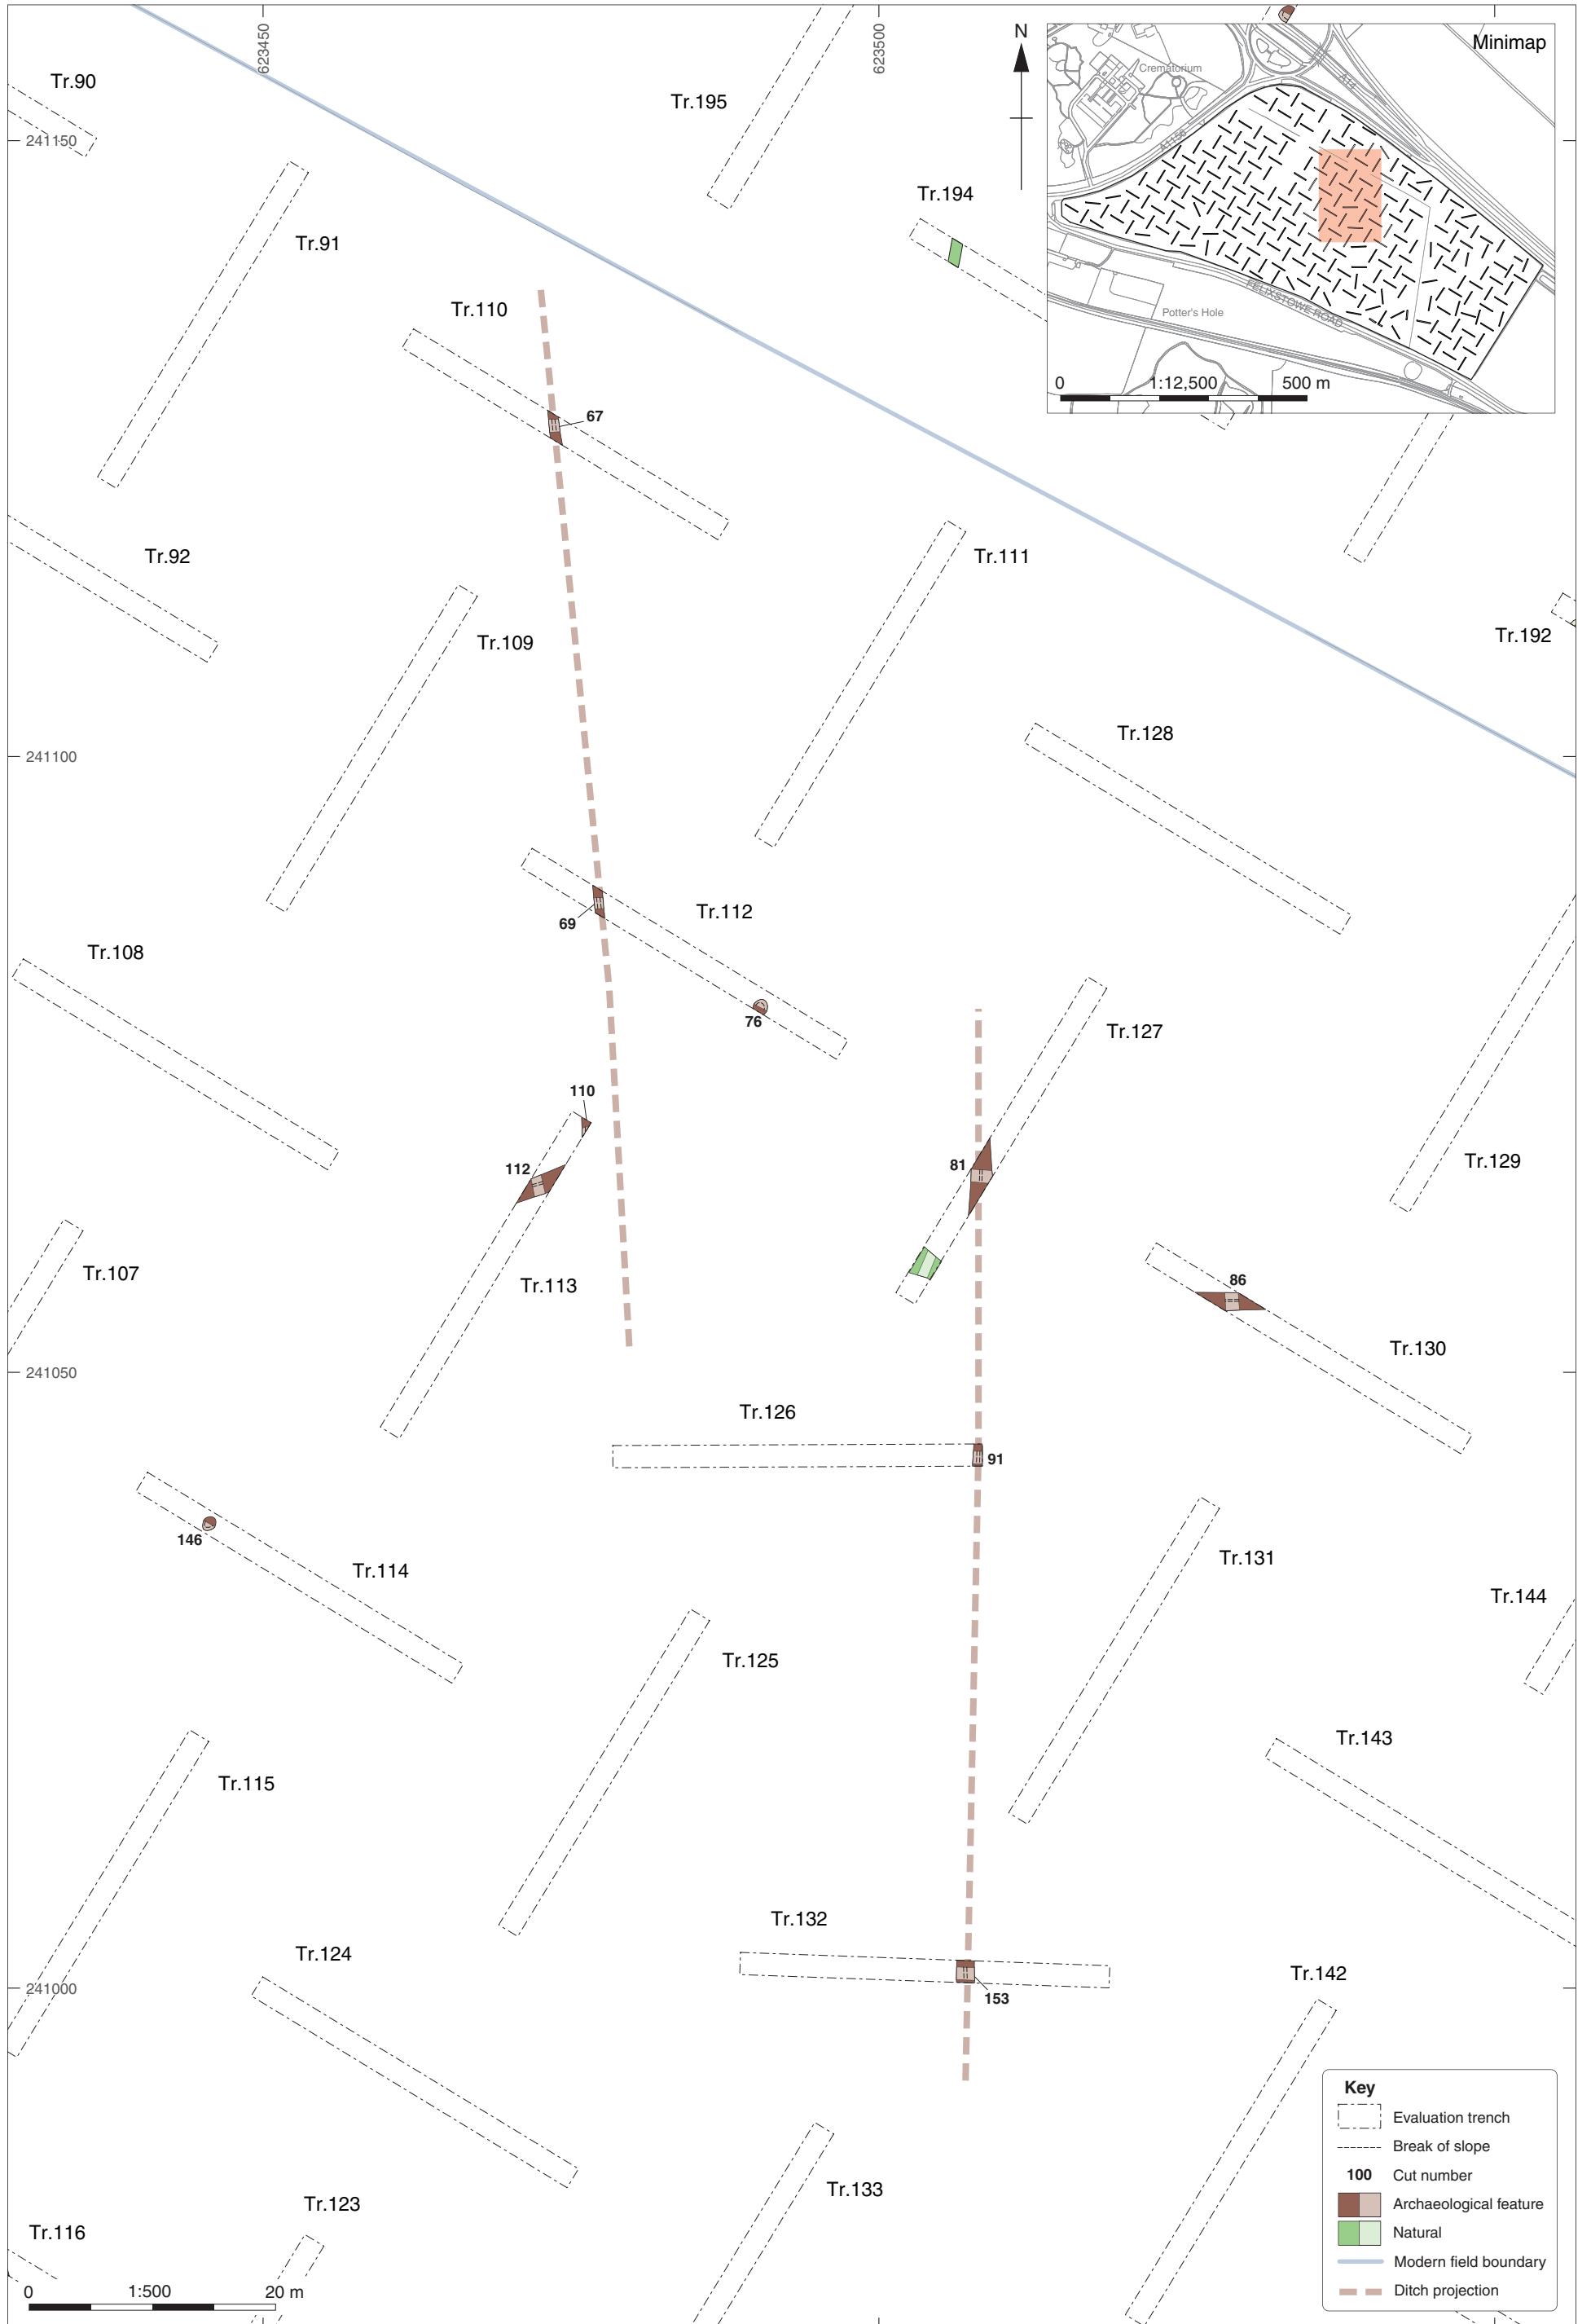 623450
623500
N
Minimap
Crematorium
A14
A1156
FELIXSTOWE ROAD
Potter's Hole
0 1:12,500 500 m
Tr.90
Tr.195
241150
Tr.194
Tr.91
Tr.110
67
Tr.92
Tr.111
Tr.192
Tr.109
Tr.128
241100
Tr.112
69
Tr.108
76
Tr.127
110
112
81
Tr.129
Tr.107
Tr.113
86
Tr.130
241050
Tr.126
91
146
Tr.114
Tr.131
Tr.144
Tr.125
Tr.143
Tr.115
Tr.132
Tr.124
Tr.142
241000
153
Tr.133
Tr.123
Tr.116
0 1:500 20 m
Key
Evaluation trench
Break of slope
100 Cut number
Archaeological feature
Natural
Modern field boundary
Ditch projection